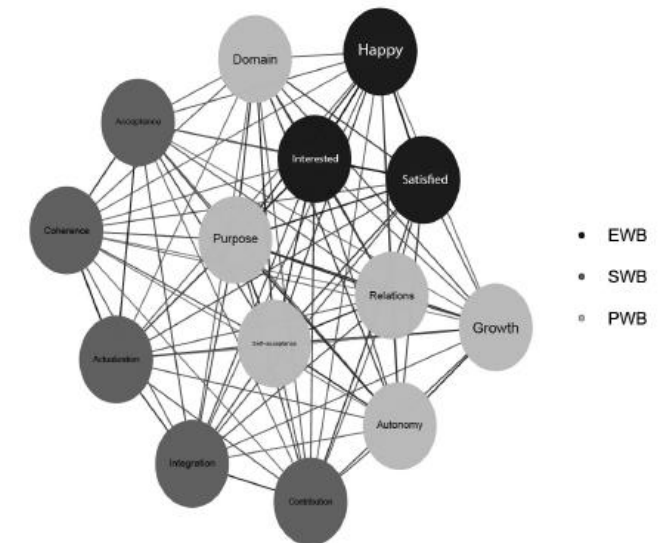 Happy
Domain
Acceptance
Interested
Satisfied
Coherence
Purpose
Relations
Growth
Self-acceptance
Actualization
Autonomy
Integration
Contribution
EWB
SWB
PWB